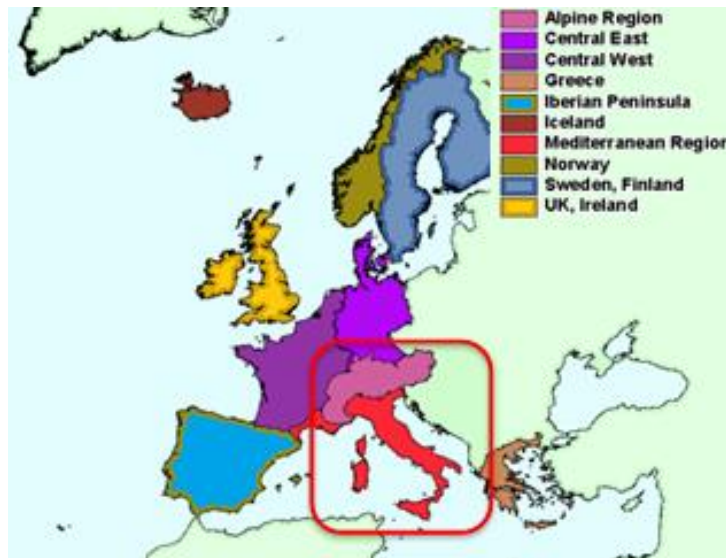 Alpine Region
Central East
Central West
Greece
Iberian Peninsula
Iceland
Mediterranean Region
Norway
Sweden, Finland
UK, Ireland